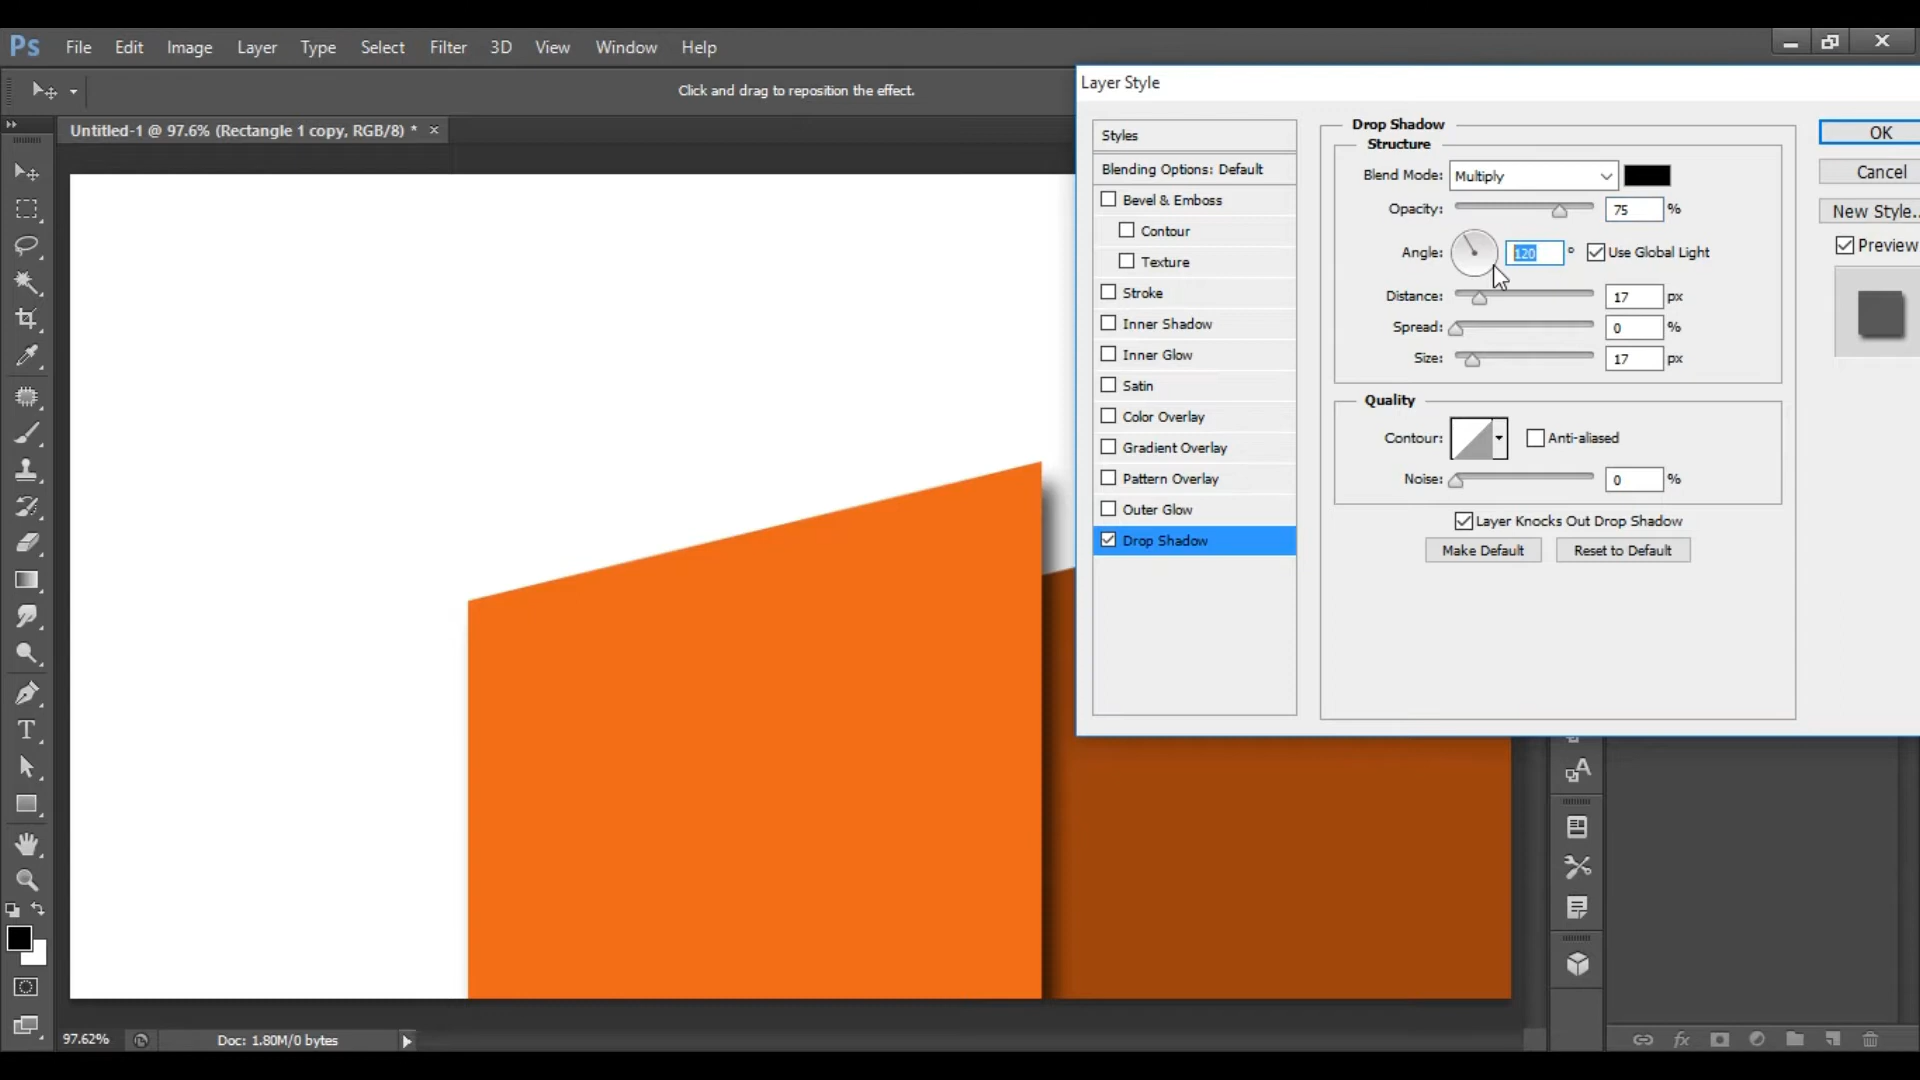 Ps File Edit Image Layer Type Select Filter 3D View Window Help
Click and drag to reposition the effect.
Untitled-1 @ 97.6% (Rectangle 1 copy, RGB/8) * ×
Layer Style
Styles
Blending Options: Default
Bevel & Emboss
Contour
Texture
Stroke
Inner Shadow
Inner Glow
Satin
Color Overlay
Gradient Overlay
Pattern Overlay
Outer Glow
Drop Shadow
Drop Shadow
Structure
Blend Mode: Multiply
Opacity: 75 %
Angle: 120 ° Use Global Light
Distance: 17 px
Spread: 0 %
Size: 17 px
Quality
Contour: Anti-aliased
Noise: 0 %
Layer Knocks Out Drop Shadow
Make Default Reset to Default
OK
Cancel
New Style..
Preview
T
A
97.62% Doc: 1.80M/0 bytes
fx